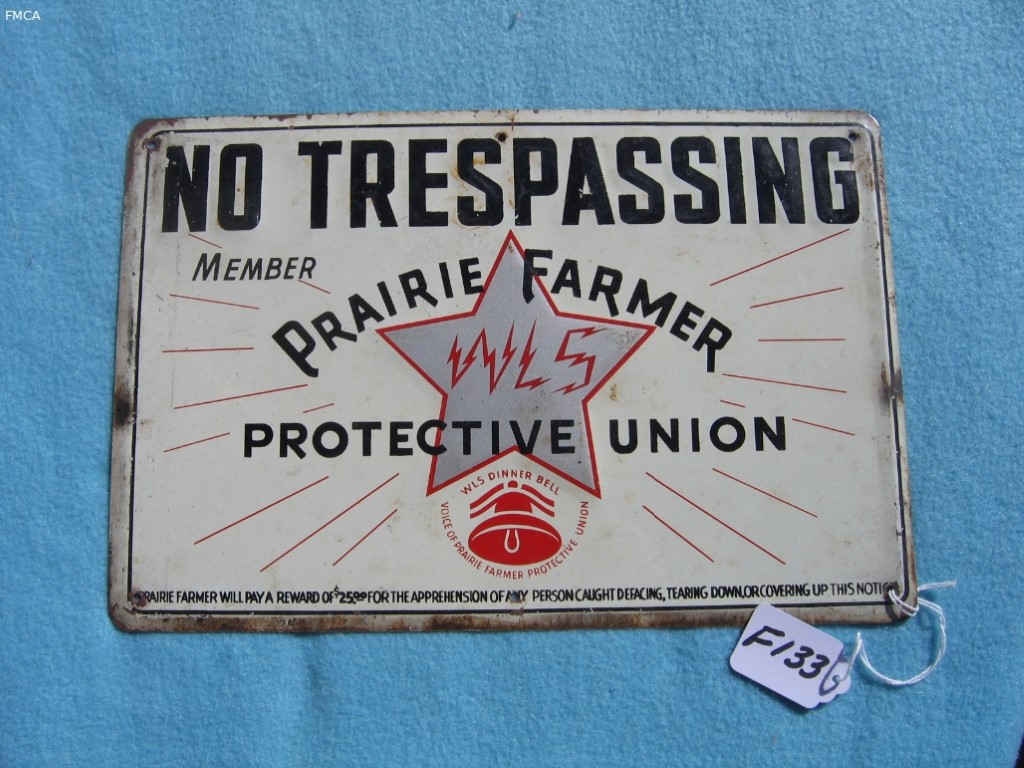 FMCA
NO TRESPASSING
MEMBER
PRAIRIE FARMER
WLS
PROTECTIVE UNION
WLS DINNER BELL
VOICE OF PRAIRIE FARMER PROTECTIVE UNION
PRAIRIE FARMER WILL PAY A REWARD OF $25.00 FOR THE APPREHENSION OF ANY PERSON CAUGHT DEFACING, TEARING DOWN, OR COVERING UP THIS NOTICE
F133